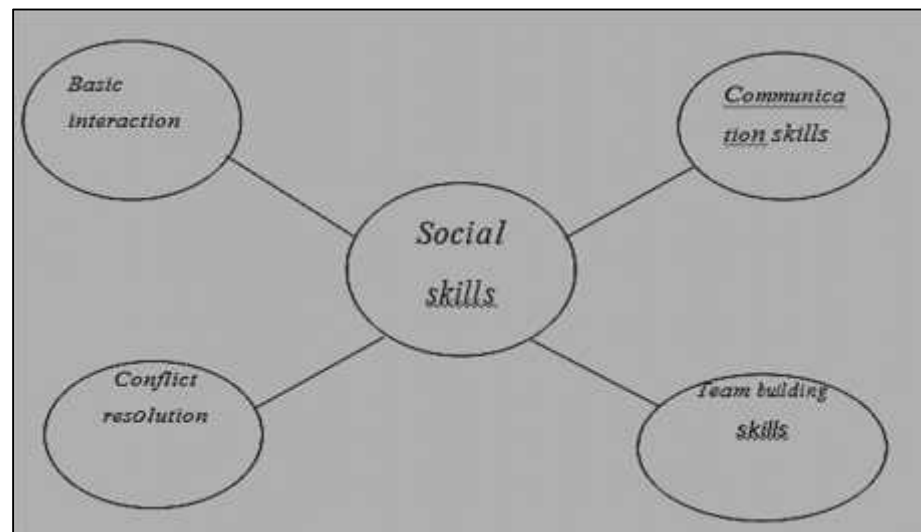 Basic
interaction
Communica
tion skills
Social
skills
Conflict
resolution
Team building
skills